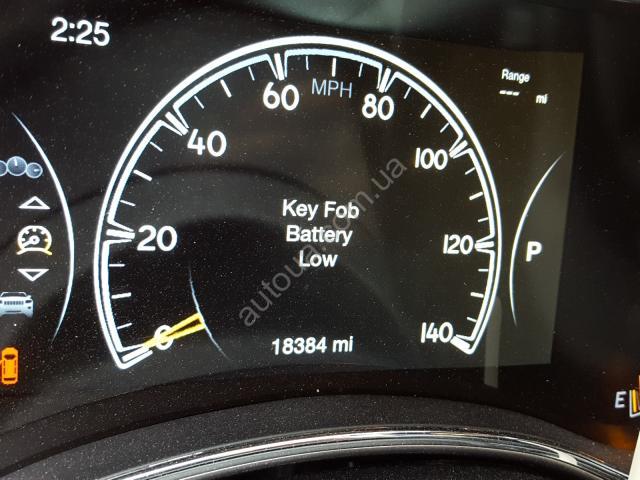 2:25
Range
--- mi
MPH
0
20
40
60
80
100
120
140
Key Fob
Battery
Low
18384 mi
P
E
autoua.com.ua